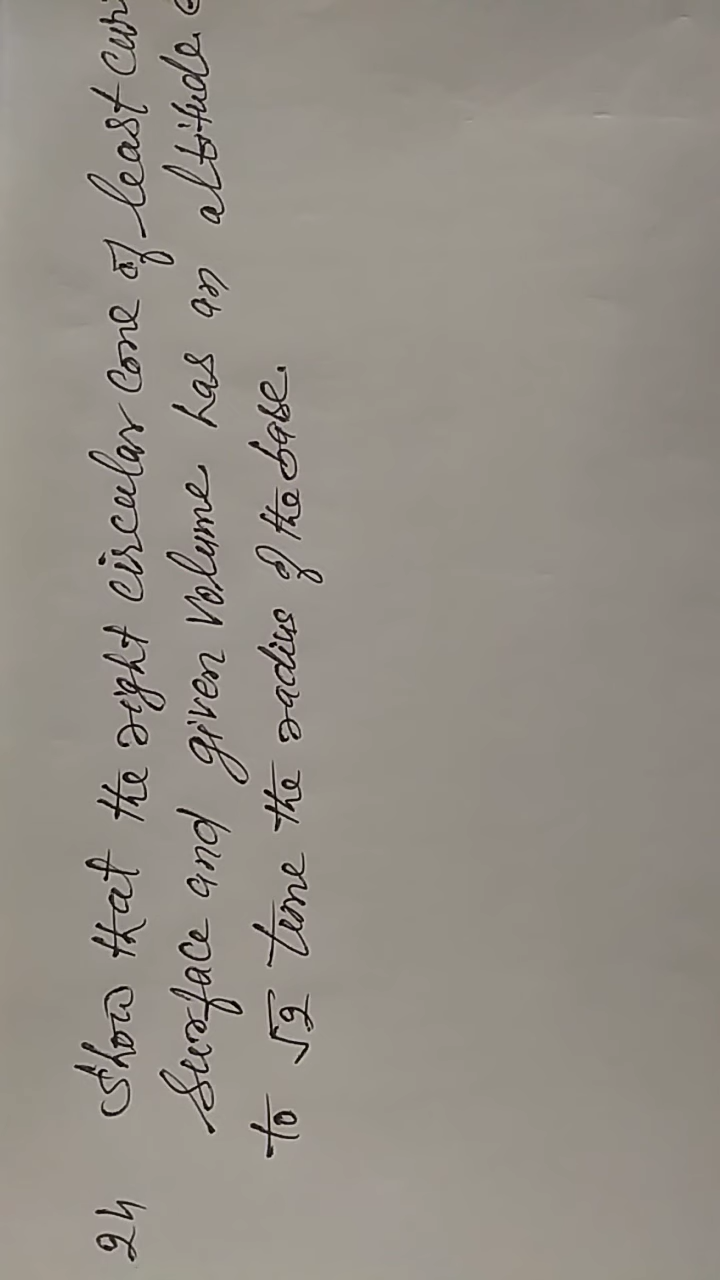 24 Show that the right circular cone of least cur
Surface and given volume has an altitude
to √2 time the radius of the base.